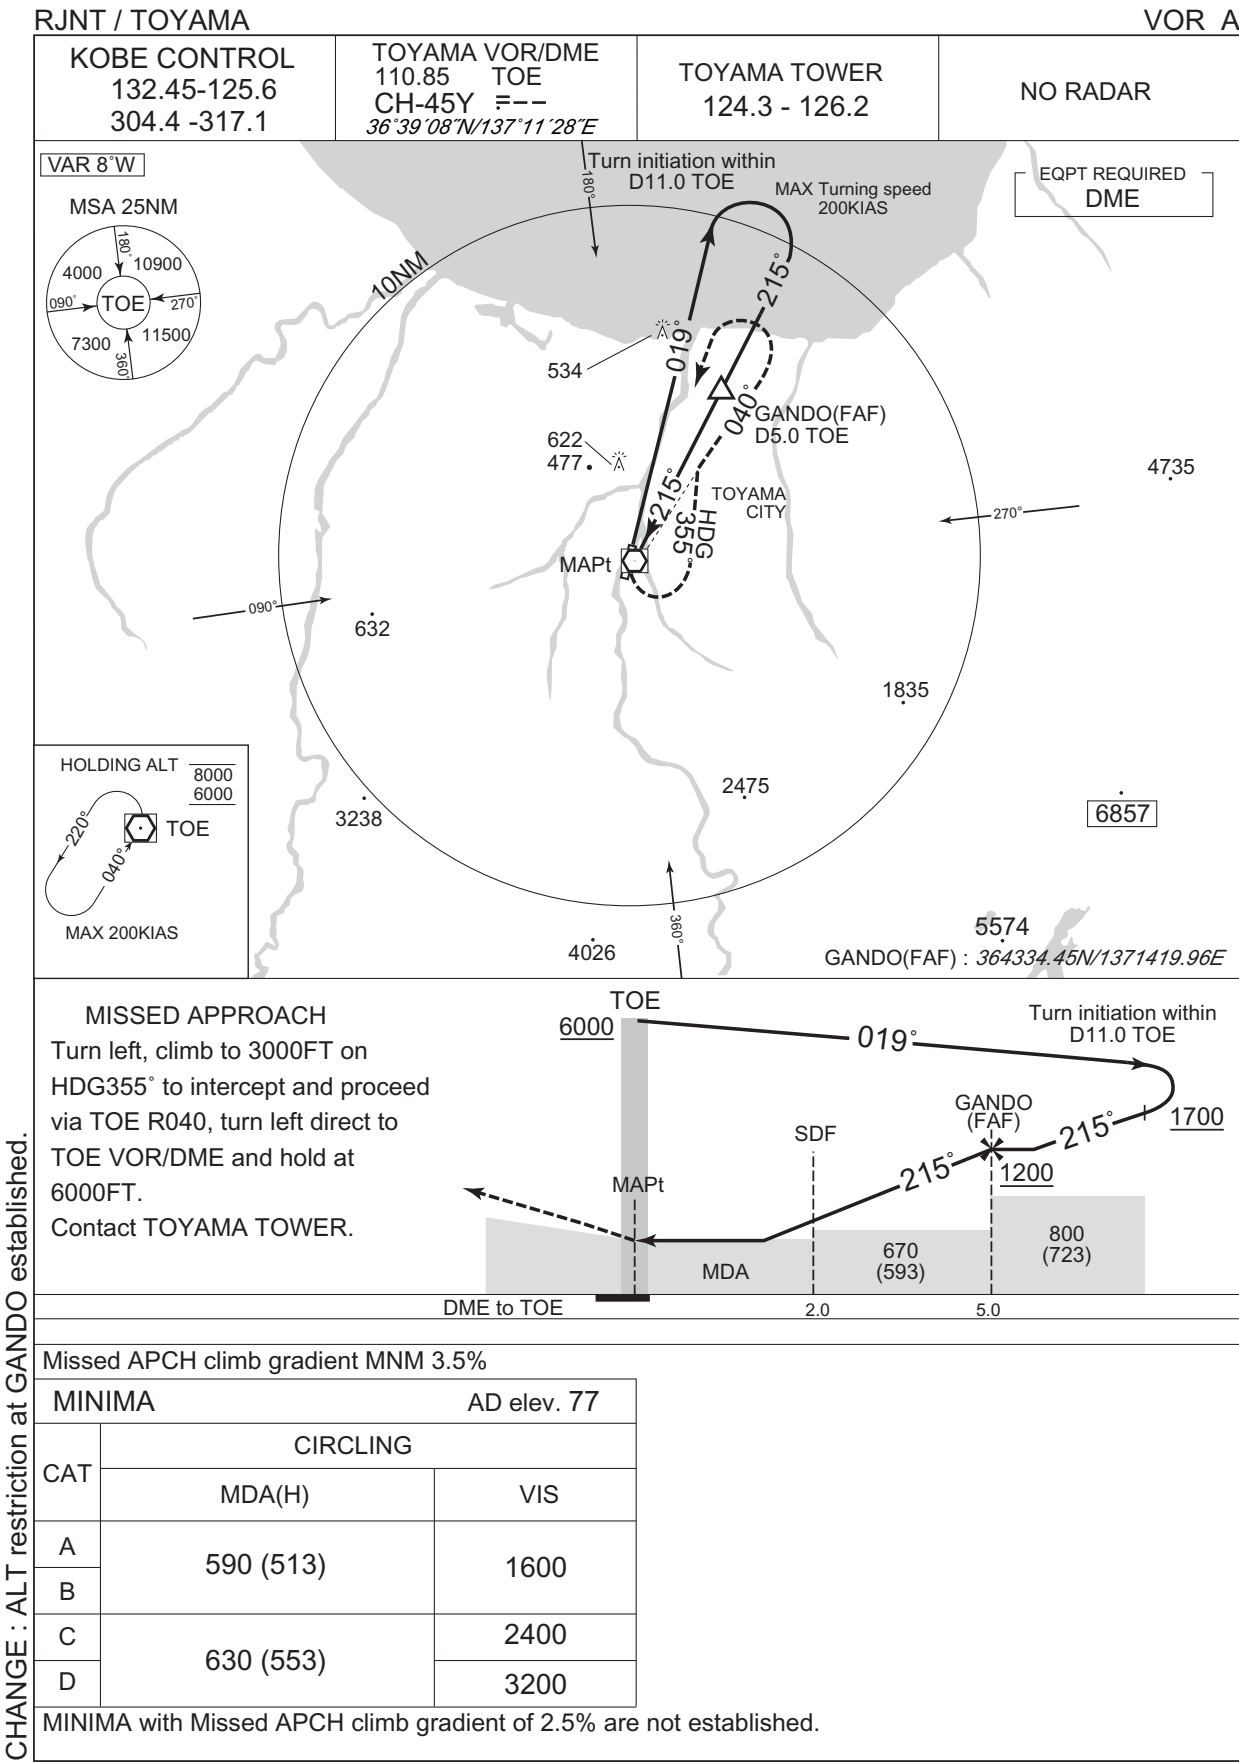 RJNT / TOYAMA
VOR A
KOBE CONTROL
132.45-125.6
304.4 -317.1
TOYAMA VOR/DME
110.85 TOE
CH-45Y
36°39′08″N/137°11′28″E
TOYAMA TOWER
124.3 - 126.2
NO RADAR
VAR 8°W
MSA 25NM
180°
4000
10900
090°
TOE
270°
7300
11500
360°
180°
Turn initiation within
D11.0 TOE
MAX Turning speed
200KIAS
EQPT REQUIRED
DME
10NM
215°
019°
534
040°
GANDO(FAF)
D5.0 TOE
622
477
4735
215°
TOYAMA
CITY
HDG
355°
270°
MAPt
090°
632
1835
HOLDING ALT
8000
6000
220°
TOE
040°
MAX 200KIAS
3238
2475
6857
360°
4026
5574
GANDO(FAF) : 364334.45N/1371419.96E
MISSED APPROACH
Turn left, climb to 3000FT on
HDG355° to intercept and proceed
via TOE R040, turn left direct to
TOE VOR/DME and hold at
6000FT.
Contact TOYAMA TOWER.
TOE
6000
019°
Turn initiation within
D11.0 TOE
GANDO
(FAF)
1700
SDF
215°
215°
1200
MAPt
MDA
670
(593)
800
(723)
DME to TOE
2.0
5.0
Missed APCH climb gradient MNM 3.5%
MINIMA
AD elev. 77
CAT
CIRCLING
MDA(H)
VIS
A
590 (513)
1600
B
C
630 (553)
2400
D
3200
MINIMA with Missed APCH climb gradient of 2.5% are not established.
CHANGE : ALT restriction at GANDO established.